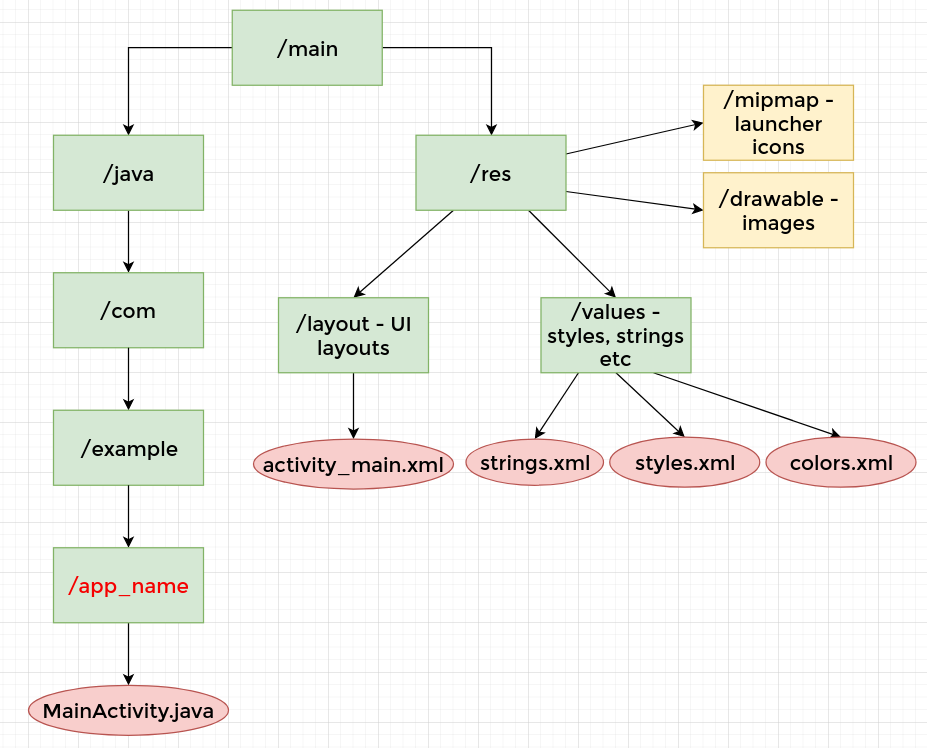 /main
/java
/res
/mipmap -
launcher
icons
/drawable -
images
/com
/layout - UI
layouts
/values -
styles, strings
etc
/example
activity_main.xml
strings.xml
styles.xml
colors.xml
/app_name
MainActivity.java